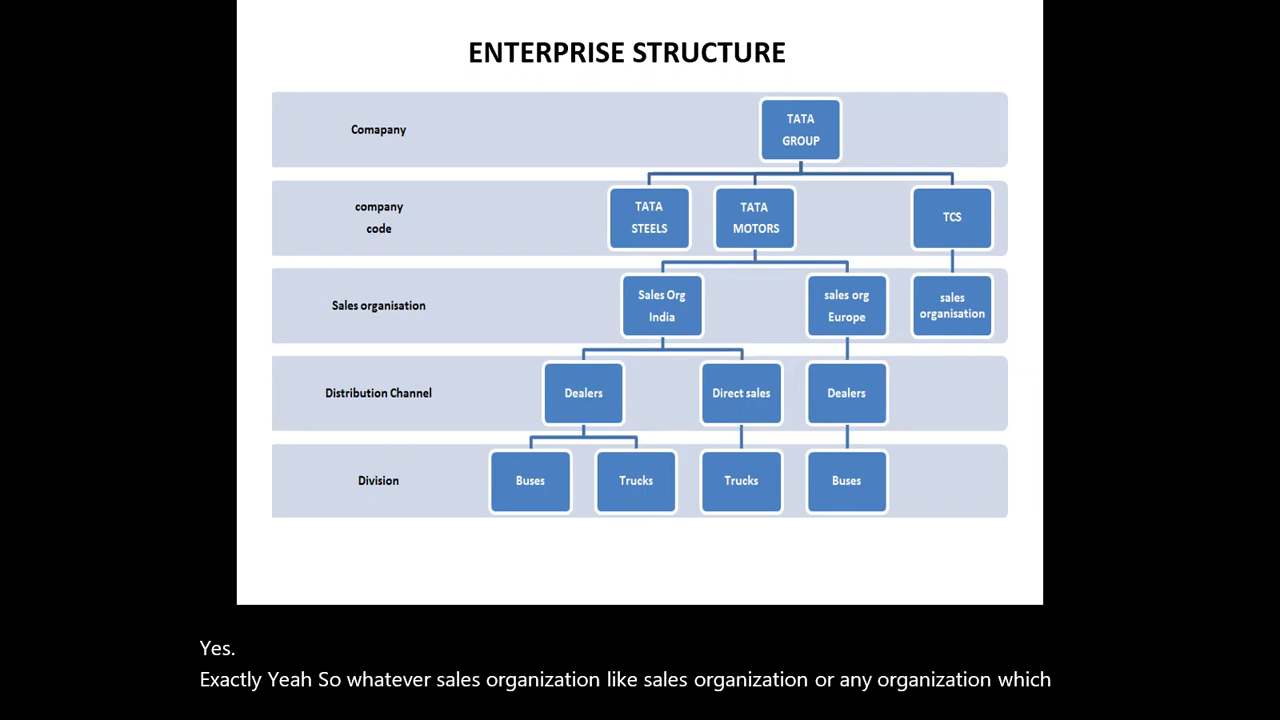 ENTERPRISE STRUCTURE
Comapany
TATA
GROUP
company
code
TATA
STEELS
TATA
MOTORS
TCS
Sales organisation
Sales Org
India
sales org
Europe
sales
organisation
Distribution Channel
Dealers
Direct sales
Dealers
Division
Buses
Trucks
Trucks
Buses
Yes.
Exactly Yeah So whatever sales organization like sales organization or any organization which